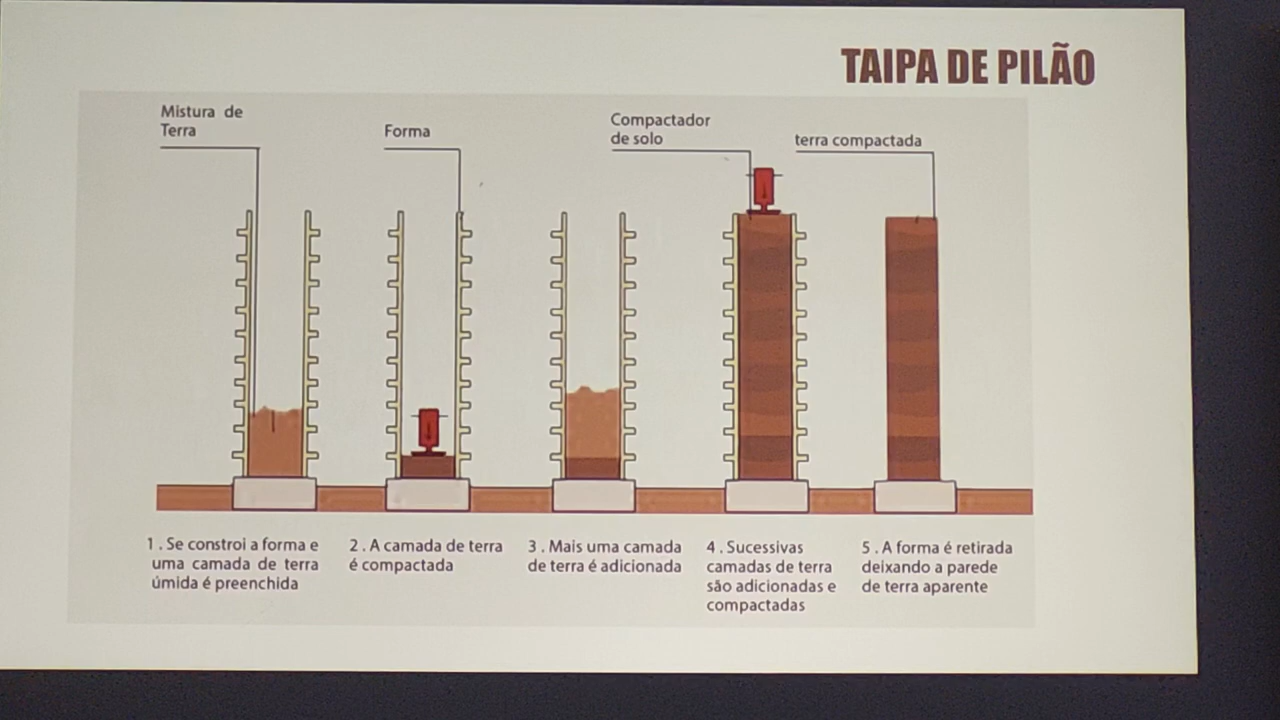 TAIPA DE PILÃO
Mistura de
Terra
Forma
Compactador
de solo
terra compactada
1 . Se constroi a forma e
uma camada de terra
úmida é preenchida
2 . A camada de terra
é compactada
3 . Mais uma camada
de terra é adicionada
4 . Sucessivas
camadas de terra
são adicionadas e
compactadas
5 . A forma é retirada
deixando a parede
de terra aparente